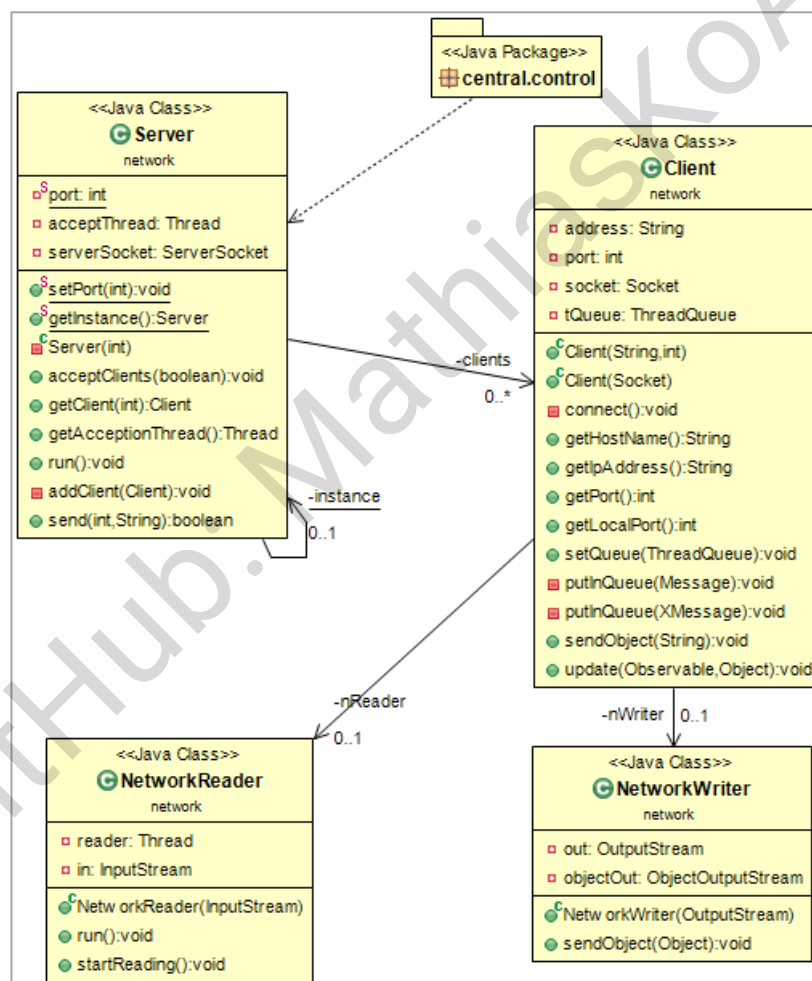 <<Java Package>>
central.control
<<Java Class>>
Server
network
port: int
acceptThread: Thread
serverSocket: ServerSocket
setPort(int):void
getInstance():Server
Server(int)
acceptClients(boolean):void
getClient(int):Client
getAcceptionThread():Thread
run():void
addClient(Client):void
send(int,String):boolean
-clients
0..*
-instance
0..1
<<Java Class>>
Client
network
address: String
port: int
socket: Socket
tQueue: ThreadQueue
Client(String,int)
Client(Socket)
connect():void
getHostName():String
getIpAddress():String
getPort():int
getLocalPort():int
setQueue(ThreadQueue):void
putInQueue(Message):void
putInQueue(XMessage):void
sendObject(String):void
update(Observable,Object):void
-nReader
0..1
-nWriter
0..1
<<Java Class>>
NetworkReader
network
reader: Thread
in: InputStream
NetworkReader(InputStream)
run():void
startReading():void
<<Java Class>>
NetworkWriter
network
out: OutputStream
objectOut: ObjectOutputStream
NetworkWriter(OutputStream)
sendObject(Object):void